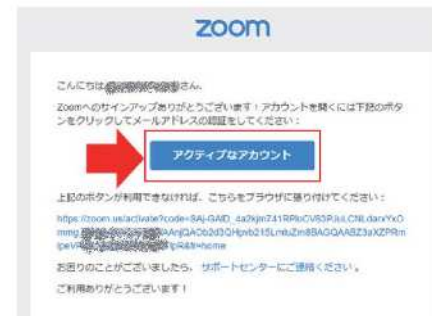 zoom
こんにちは さん。
Zoomへのサインアップありがとうございます！アカウントを開くには下記のボタ
ンをクリックしてメールアドレスの認証をしてください：
アクティブなアカウント
上記のボタンが利用できなければ、こちらをブラウザに張り付けてください：
お困りのことがございましたら、サポートセンターにご連絡ください。
ご利用ありがとうございます！